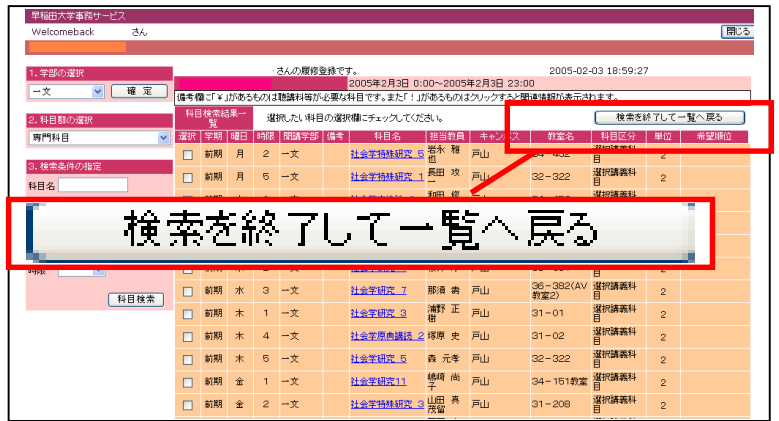 早稲田大学事務サービス
Welcomeback さん
閉じる
1. 学部の選択
一文
確 定
2. 科目群の選択
専門科目
3. 検索条件の指定
科目名
時限
科目検索
さんの履修登録です。
2005-02-03 18:59:27
2005年2月3日 0:00～2005年2月3日 23:00
備考欄に「￥」があるものは聴講料等が必要な科目です。また「！」があるものはクリックすると関連情報が表示されます。
科目検索結果一覧
選択したい科目の選択欄にチェックしてください。
検索を終了して一覧へ戻る
選択 学期 曜日 時限 開講学部 備考 科目名 担当教員 キャンパス 教室名 科目区分 単位 希望順位
前期 月 2 一文 社会学特殊研究 5 岩永 雅也 戸山 選択講義科目 2
前期 月 5 一文 社会学特殊研究 1 長田 攻一 戸山 32-322 選択講義科目 2
検索を終了して一覧へ戻る
前期 水 3 一文 社会学研究 7 那須 壽 戸山 36-382(AV教室2) 選択講義科目 2
前期 木 1 一文 社会学研究 3 浦野 正樹 戸山 31-01 選択講義科目 2
前期 木 4 一文 社会学原典講読 2 塚原 史 戸山 31-02 選択講義科目 2
前期 木 5 一文 社会学研究 5 森 元孝 戸山 32-322 選択講義科目 2
前期 金 1 一文 社会学研究11 嶋﨑 尚子 戸山 34-151教室 選択講義科目 2
前期 金 2 一文 社会学特殊研究 3 山田 真茂留 戸山 31-208 選択講義科目 2